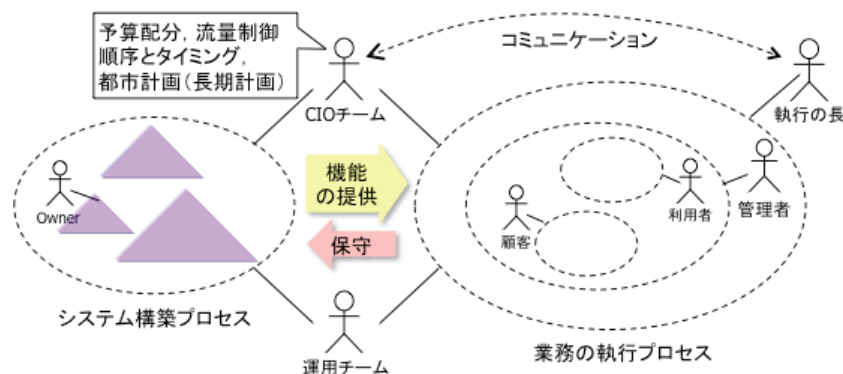 予算配分, 流量制御
順序とタイミング,
都市計画(長期計画)
コミュニケーション
CIOチーム
執行の長
機能
の提供
Owner
利用者
管理者
顧客
保守
システム構築プロセス
運用チーム
業務の執行プロセス